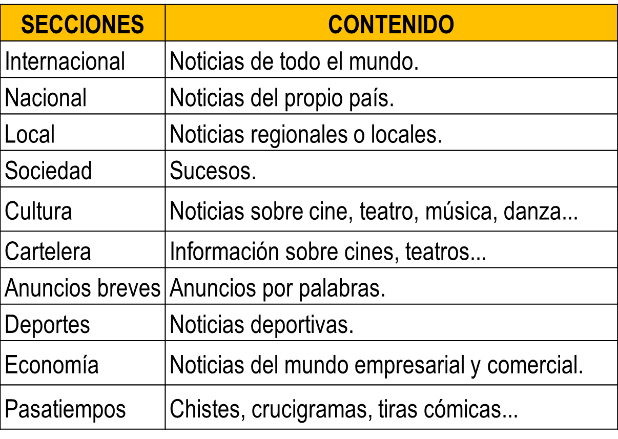 SECCIONES CONTENIDO
Internacional Noticias de todo el mundo.
Nacional Noticias del propio país.
Local Noticias regionales o locales.
Sociedad Sucesos.
Cultura Noticias sobre cine, teatro, música, danza...
Cartelera Información sobre cines, teatros...
Anuncios breves Anuncios por palabras.
Deportes Noticias deportivas.
Economía Noticias del mundo empresarial y comercial.
Pasatiempos Chistes, crucigramas, tiras cómicas...